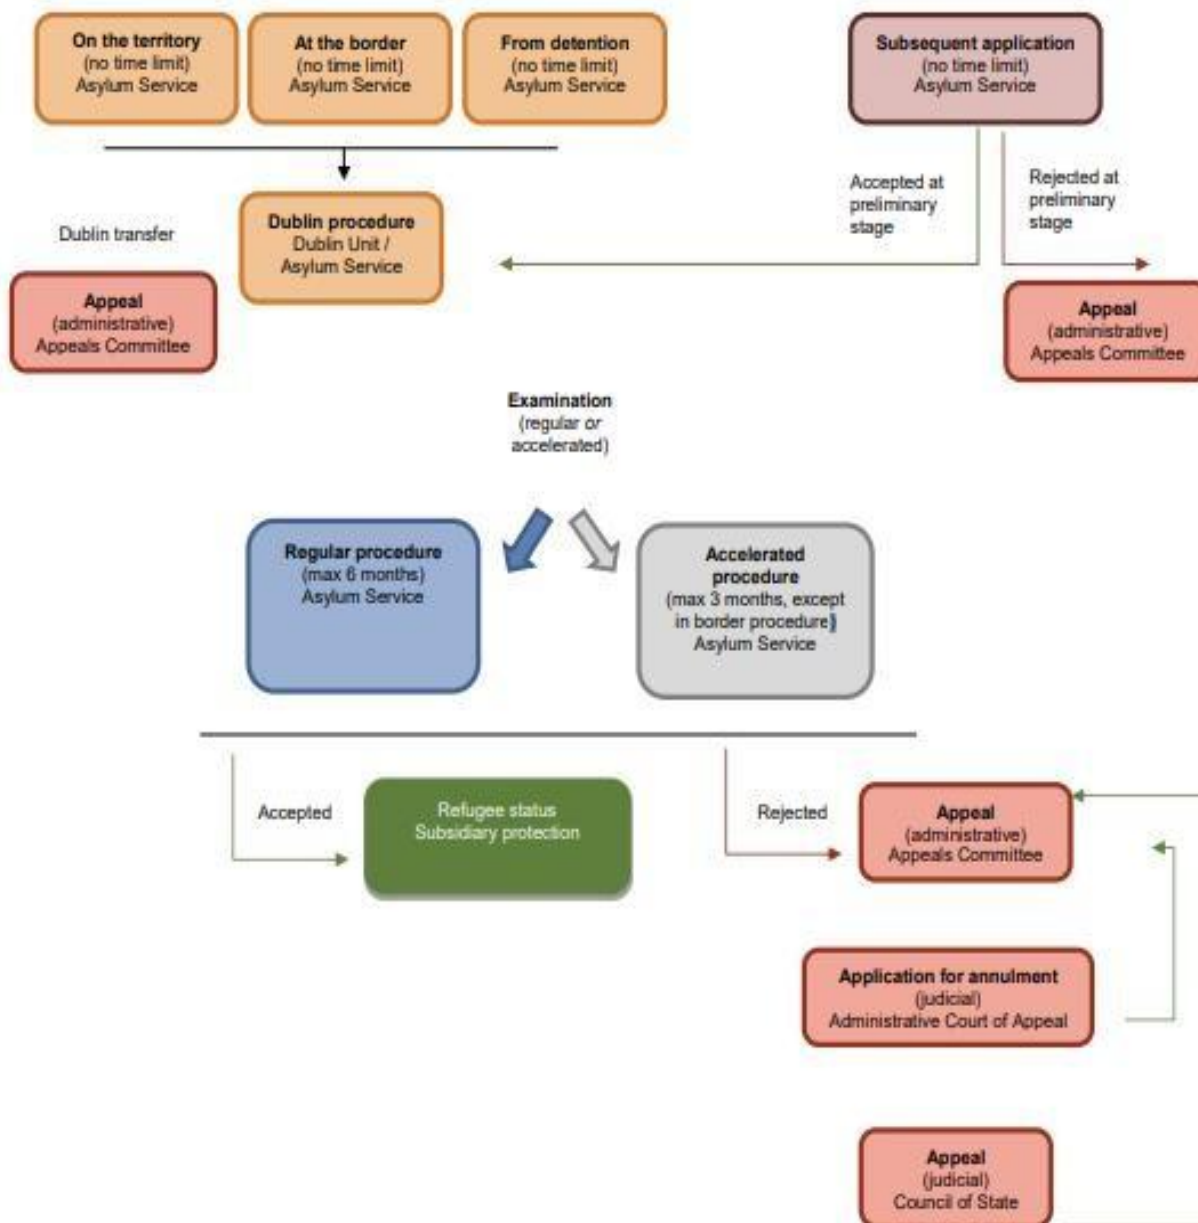 On the territory
(no time limit)
Asylum Service
At the border
(no time limit)
Asylum Service
From detention
(no time limit)
Asylum Service
Subsequent application
(no time limit)
Asylum Service
Accepted at
preliminary
stage
Rejected at
preliminary
stage
Dublin transfer
Dublin procedure
Dublin Unit /
Asylum Service
Appeal
(administrative)
Appeals Committee
Appeal
(administrative)
Appeals Committee
Examination
(regular or
accelerated)
Regular procedure
(max 6 months)
Asylum Service
Accelerated
procedure
(max 3 months, except
in border procedure)
Asylum Service
Accepted
Refugee status
Subsidiary protection
Rejected
Appeal
(administrative)
Appeals Committee
Application for annulment
(judicial)
Administrative Court of Appeal
Appeal
(judicial)
Council of State